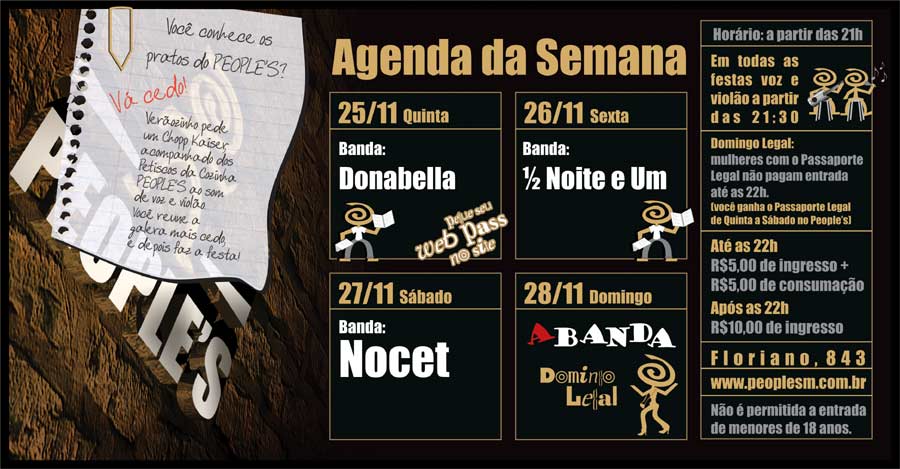 Você conhece os
pratos do PEOPLE'S?
Vá cedo!
Verãozinho pede
um Chopp Kaiser,
acompanhado dos
Petiscos da Cozinha
PEOPLE'S ao som
de voz e violão.
Você reune a
galera mais cedo,
e depois faz a festa!
PEOPLE'S
Agenda da Semana
25/11 Quinta
Banda:
Donabella
Pegue seu
web Pass
no site
26/11 Sexta
Banda:
½ Noite e Um
27/11 Sábado
Banda:
Nocet
28/11 Domingo
A BANDA
Domingo
Legal
Horário: a partir das 21h
Em todas as
festas voz e
violão a partir
das 21:30
Domingo Legal:
mulheres com o Passaporte
Legal não pagam entrada
até as 22h.
(você ganha o Passaporte Legal
de Quinta a Sábado no People's)
Até as 22h
R$5,00 de ingresso +
R$5,00 de consumação
Após as 22h
R$10,00 de ingresso
Floriano, 843
www.peoplesm.com.br
Não é permitida a entrada
de menores de 18 anos.